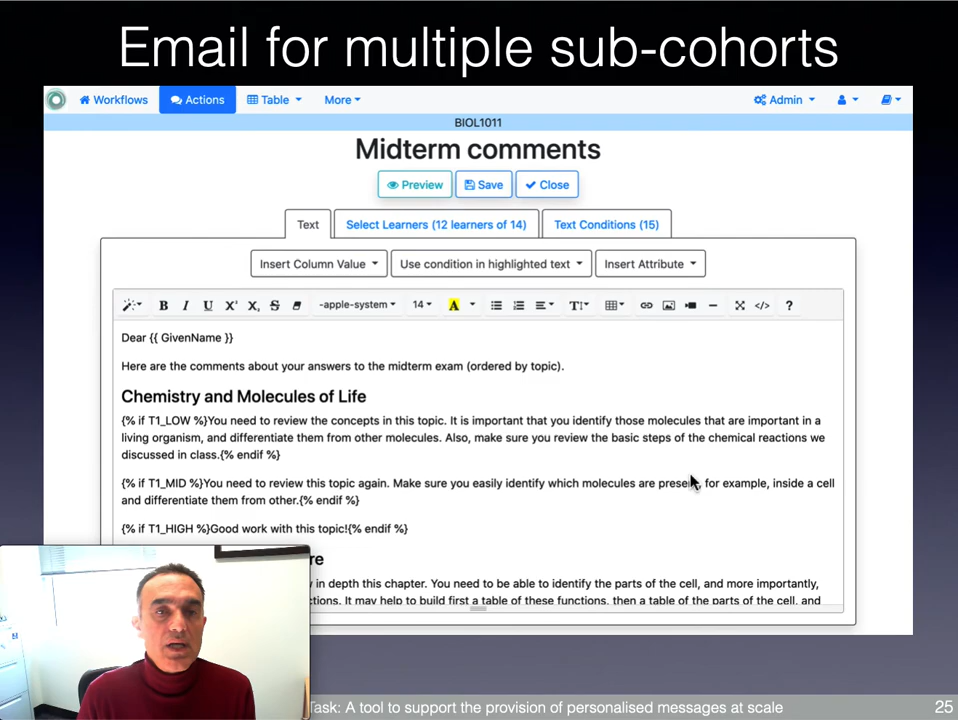 Email for multiple sub-cohorts
Workflows Actions Table More Admin
BIOL1011
Midterm comments
Preview Save Close
Text Select Learners (12 learners of 14) Text Conditions (15)
Insert Column Value Use condition in highlighted text Insert Attribute
B I U X² X₂ S -apple-system 14 A T </> ?
Dear {{ GivenName }}
Here are the comments about your answers to the midterm exam (ordered by topic).
Chemistry and Molecules of Life
{% if T1_LOW %}You need to review the concepts in this topic. It is important that you identify those molecules that are important in a
living organism, and differentiate them from other molecules. Also, make sure you review the basic steps of the chemical reactions we
discussed in class.{% endif %}
{% if T1_MID %}You need to review this topic again. Make sure you easily identify which molecules are present, for example, inside a cell
and differentiate them from other.{% endif %}
{% if T1_HIGH %}Good work with this topic!{% endif %}
re
in depth this chapter. You need to be able to identify the parts of the cell, and more importantly,
ctions. It may help to build first a table of these functions, then a table of the parts of the cell, and
Task: A tool to support the provision of personalised messages at scale 25